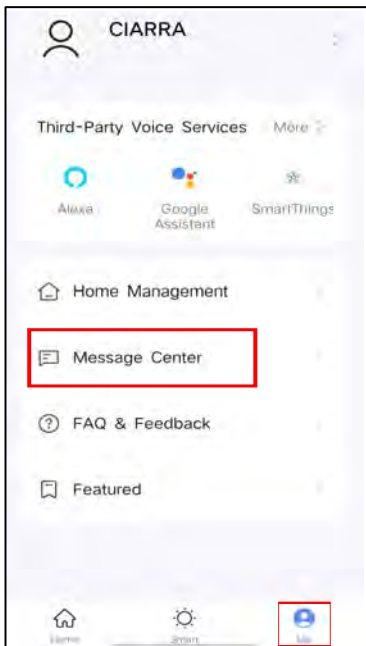 CIARRA
Third-Party Voice Services More
Alexa Google SmartThings
Assistant
Home Management
Message Center
FAQ & Feedback
Featured
Home Smart Me